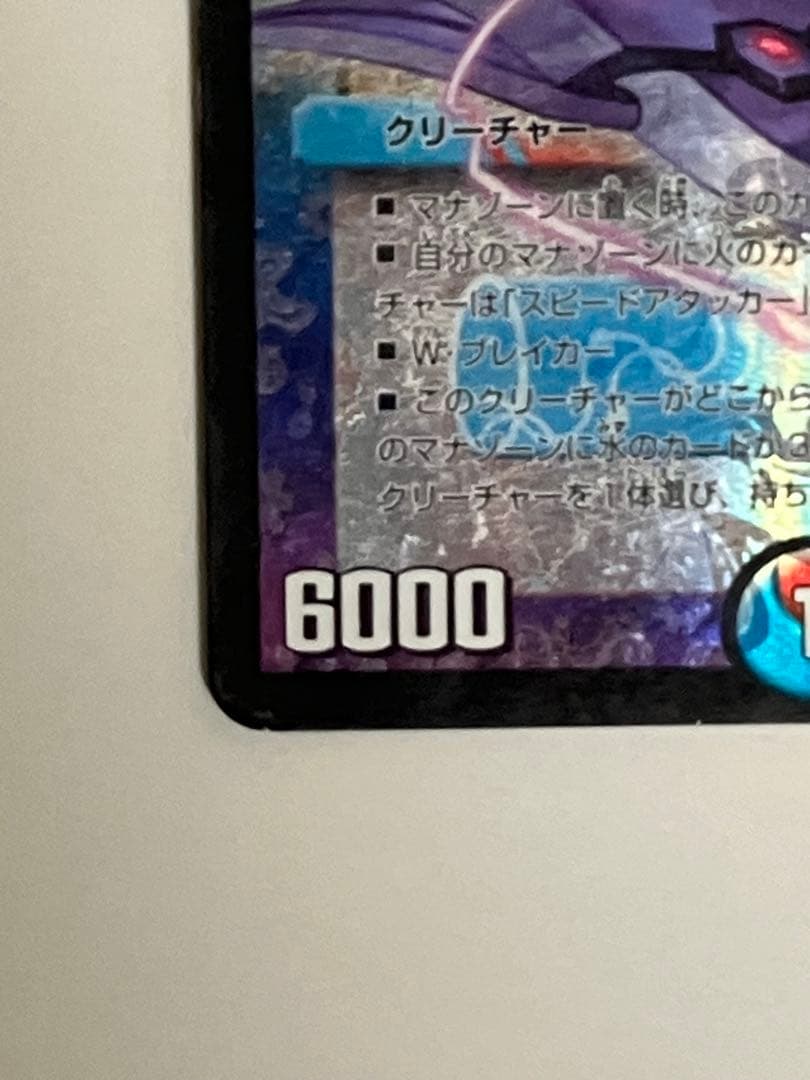 クリーチャー
■マナゾーンに置く時、このカ
■自分のマナゾーンに火のカー
チャーは「スピードアタッカー」
■W・ブレイカー
■このクリーチャーがどこから
のマナゾーンに水のカードが3
クリーチャーを1体選び、持ち
6000
1